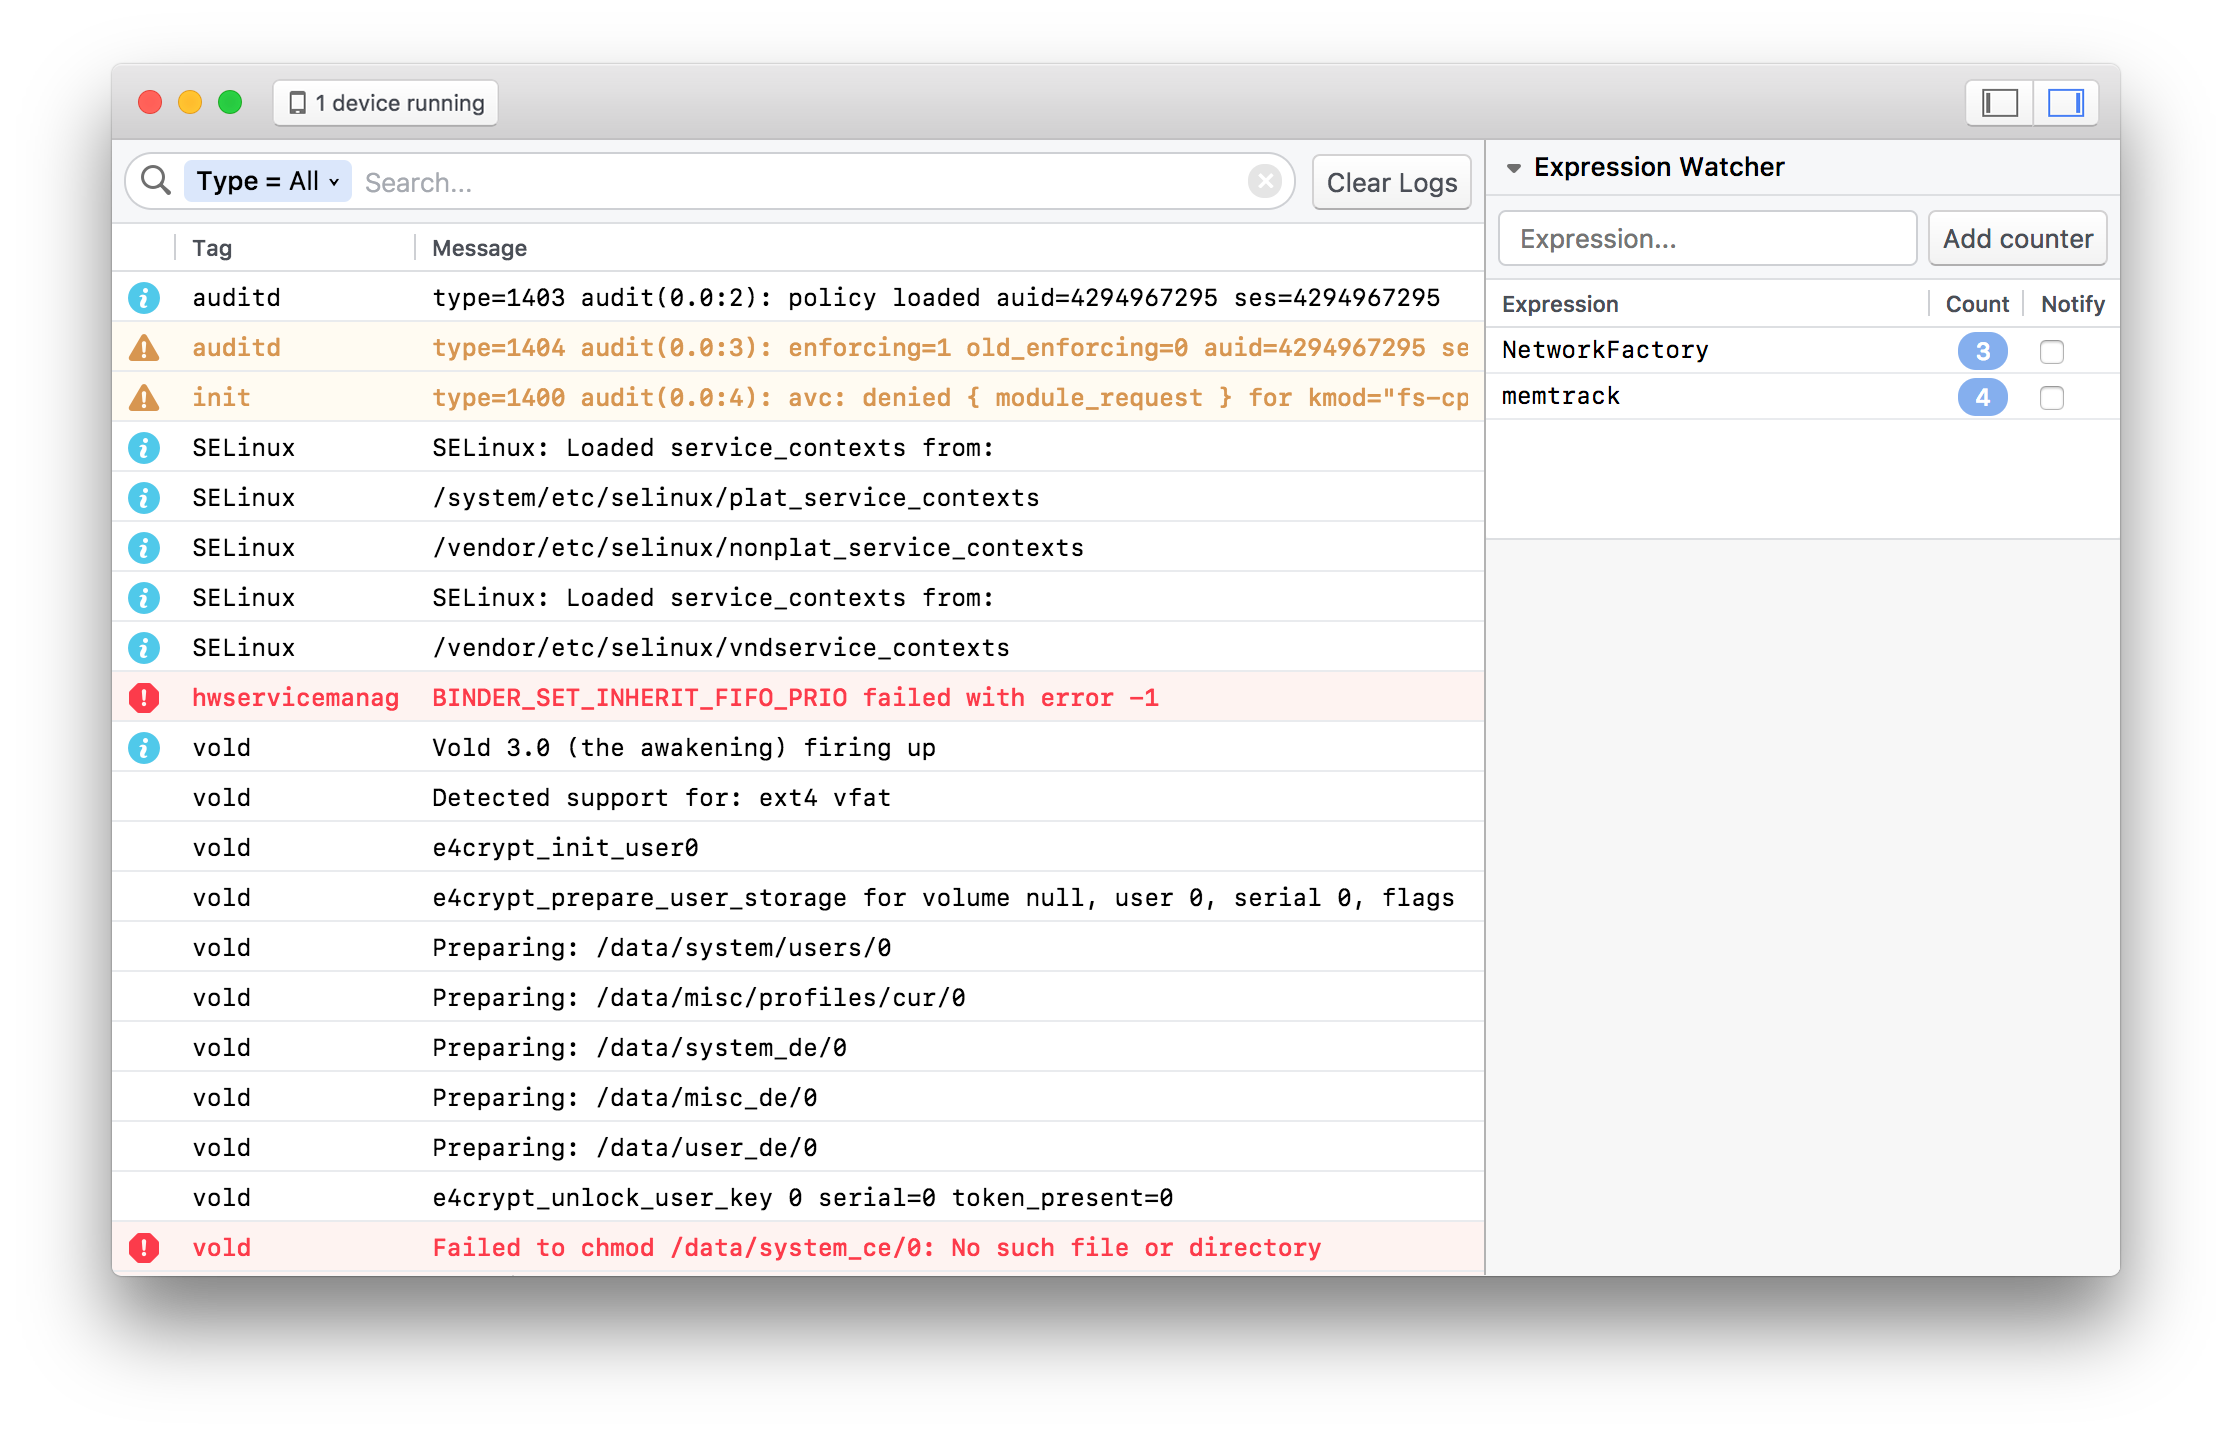 1 device running
Type = All Search... Clear Logs
Tag Message
auditd type=1403 audit(0.0:2): policy loaded auid=4294967295 ses=4294967295
auditd type=1404 audit(0.0:3): enforcing=1 old_enforcing=0 auid=4294967295 se
init type=1400 audit(0.0:4): avc: denied { module_request } for kmod="fs-cp
SELinux SELinux: Loaded service_contexts from:
SELinux /system/etc/selinux/plat_service_contexts
SELinux /vendor/etc/selinux/nonplat_service_contexts
SELinux SELinux: Loaded service_contexts from:
SELinux /vendor/etc/selinux/vndservice_contexts
hwservicemanag BINDER_SET_INHERIT_FIFO_PRIO failed with error -1
vold Vold 3.0 (the awakening) firing up
vold Detected support for: ext4 vfat
vold e4crypt_init_user0
vold e4crypt_prepare_user_storage for volume null, user 0, serial 0, flags
vold Preparing: /data/system/users/0
vold Preparing: /data/misc/profiles/cur/0
vold Preparing: /data/system_de/0
vold Preparing: /data/misc_de/0
vold Preparing: /data/user_de/0
vold e4crypt_unlock_user_key 0 serial=0 token_present=0
vold Failed to chmod /data/system_ce/0: No such file or directory
Expression Watcher
Expression... Add counter
Expression Count Notify
NetworkFactory 3
memtrack 4